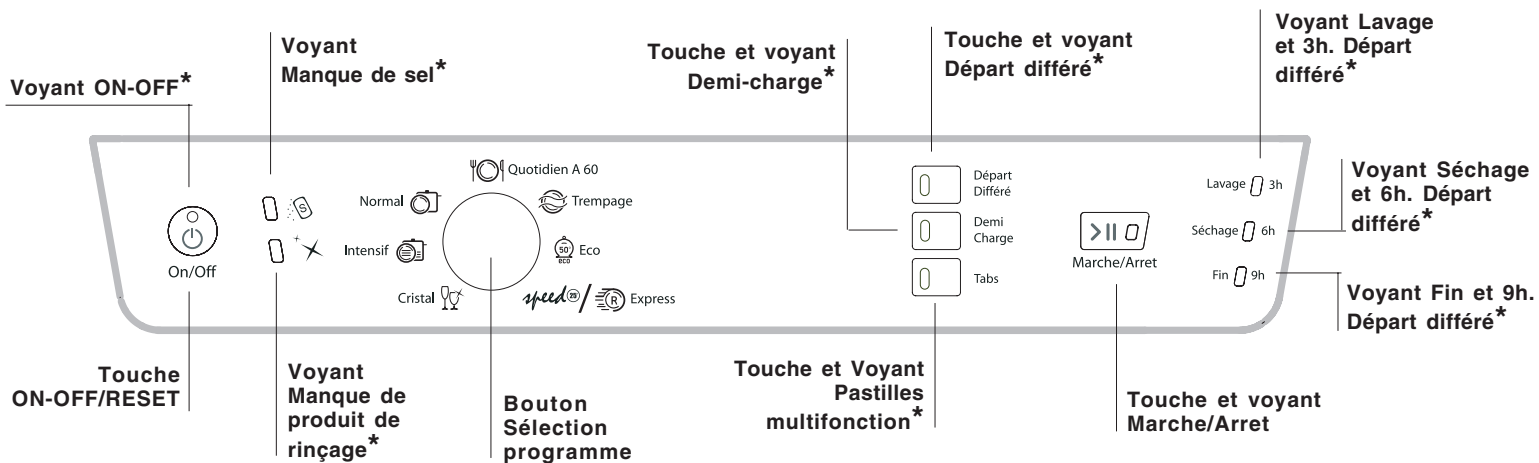 Voyant ON-OFF*
Voyant
Manque de sel*
Touche et voyant
Demi-charge*
Touche et voyant
Départ différé*
Voyant Lavage
et 3h. Départ
différé*
Voyant Séchage
et 6h. Départ
différé*
Voyant Fin et 9h.
Départ différé*
On/Off
S
Quotidien A 60
Normal
Trempage
Intensif
50°
eco
Eco
Cristal
speed 25' / R Express
Départ
Différé
Demi
Charge
Tabs
Marche/Arret
Lavage 3h
Séchage 6h
Fin 9h
Touche
ON-OFF/RESET
Voyant
Manque de
produit de
rinçage*
Bouton
Sélection
programme
Touche et Voyant
Pastilles
multifonction*
Touche et voyant
Marche/Arret